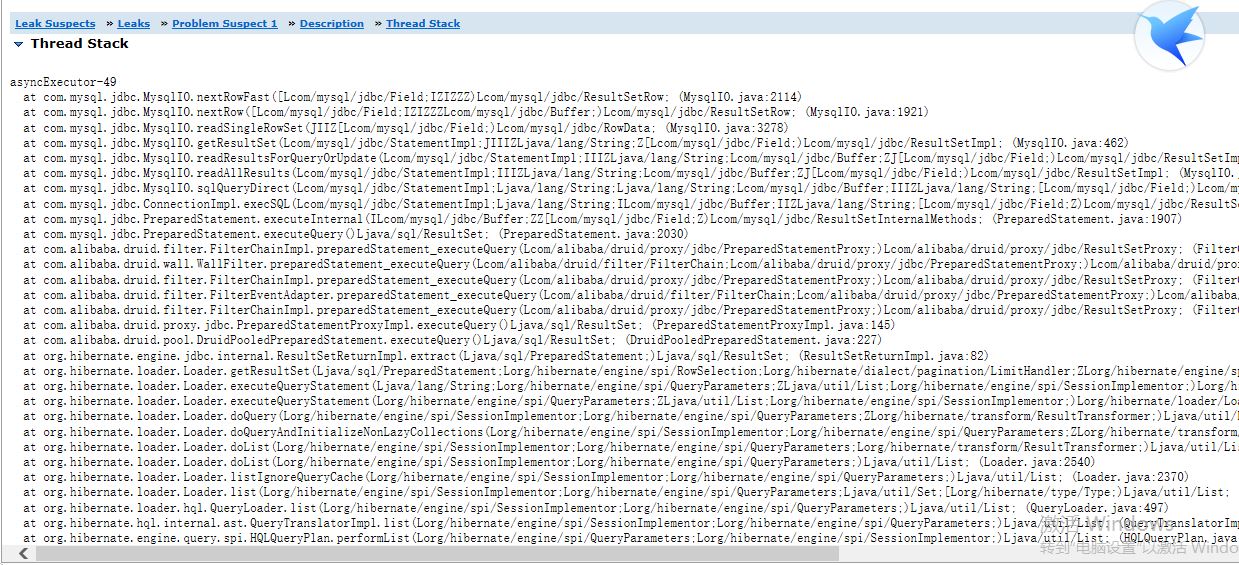 Leak Suspects » Leaks » Problem Suspect 1 » Description » Thread Stack
Thread Stack
asyncExecutor-49
at com.mysql.jdbc.MysqlIO.nextRowFast([Lcom/mysql/jdbc/Field;IZIZZZ)Lcom/mysql/jdbc/ResultSetRow; (MysqlIO.java:2114)
at com.mysql.jdbc.MysqlIO.nextRow([Lcom/mysql/jdbc/Field;IZIZZZLcom/mysql/jdbc/Buffer;)Lcom/mysql/jdbc/ResultSetRow; (MysqlIO.java:1921)
at com.mysql.jdbc.MysqlIO.readSingleRowSet(JIIZ[Lcom/mysql/jdbc/Field;)Lcom/mysql/jdbc/RowData; (MysqlIO.java:3278)
at com.mysql.jdbc.MysqlIO.getResultSet(Lcom/mysql/jdbc/StatementImpl;JIIIZLjava/lang/String;Z[Lcom/mysql/jdbc/Field;)Lcom/mysql/jdbc/ResultSetImpl; (MysqlIO.java:462)
at com.mysql.jdbc.MysqlIO.readResultsForQueryOrUpdate(Lcom/mysql/jdbc/StatementImpl;IIIZLjava/lang/String;Lcom/mysql/jdbc/Buffer;ZJ[Lcom/mysql/jdbc/Field;)Lcom/mysql/jdbc/ResultSetImp
at com.mysql.jdbc.MysqlIO.readAllResults(Lcom/mysql/jdbc/StatementImpl;IIIZLjava/lang/String;Lcom/mysql/jdbc/Buffer;ZJ[Lcom/mysql/jdbc/Field;)Lcom/mysql/jdbc/ResultSetImpl; (MysqlIO.
at com.mysql.jdbc.MysqlIO.sqlQueryDirect(Lcom/mysql/jdbc/StatementImpl;Ljava/lang/String;Ljava/lang/String;Lcom/mysql/jdbc/Buffer;IIIZLjava/lang/String;[Lcom/mysql/jdbc/Field;)Lcom/m
at com.mysql.jdbc.ConnectionImpl.execSQL(Lcom/mysql/jdbc/StatementImpl;Ljava/lang/String;ILcom/mysql/jdbc/Buffer;IIZLjava/lang/String;[Lcom/mysql/jdbc/Field;Z)Lcom/mysql/jdbc/ResultS
at com.mysql.jdbc.PreparedStatement.executeInternal(ILcom/mysql/jdbc/Buffer;ZZ[Lcom/mysql/jdbc/Field;Z)Lcom/mysql/jdbc/ResultSetInternalMethods; (PreparedStatement.java:1907)
at com.mysql.jdbc.PreparedStatement.executeQuery()Ljava/sql/ResultSet; (PreparedStatement.java:2030)
at com.alibaba.druid.filter.FilterChainImpl.preparedStatement_executeQuery(Lcom/alibaba/druid/proxy/jdbc/PreparedStatementProxy;)Lcom/alibaba/druid/proxy/jdbc/ResultSetProxy; (FilterC
at com.alibaba.druid.wall.WallFilter.preparedStatement_executeQuery(Lcom/alibaba/druid/filter/FilterChain;Lcom/alibaba/druid/proxy/jdbc/PreparedStatementProxy;)Lcom/alibaba/druid/prox
at com.alibaba.druid.filter.FilterChainImpl.preparedStatement_executeQuery(Lcom/alibaba/druid/proxy/jdbc/PreparedStatementProxy;)Lcom/alibaba/druid/proxy/jdbc/ResultSetProxy; (FilterC
at com.alibaba.druid.filter.FilterEventAdapter.preparedStatement_executeQuery(Lcom/alibaba/druid/filter/FilterChain;Lcom/alibaba/druid/proxy/jdbc/PreparedStatementProxy;)Lcom/alibaba/
at com.alibaba.druid.filter.FilterChainImpl.preparedStatement_executeQuery(Lcom/alibaba/druid/proxy/jdbc/PreparedStatementProxy;)Lcom/alibaba/druid/proxy/jdbc/ResultSetProxy; (FilterC
at com.alibaba.druid.proxy.jdbc.PreparedStatementProxyImpl.executeQuery()Ljava/sql/ResultSet; (PreparedStatementProxyImpl.java:145)
at com.alibaba.druid.pool.DruidPooledPreparedStatement.executeQuery()Ljava/sql/ResultSet; (DruidPooledPreparedStatement.java:227)
at org.hibernate.engine.jdbc.internal.ResultSetReturnImpl.extract(Ljava/sql/PreparedStatement;)Ljava/sql/ResultSet; (ResultSetReturnImpl.java:82)
at org.hibernate.loader.Loader.getResultSet(Ljava/sql/PreparedStatement;Lorg/hibernate/engine/spi/RowSelection;Lorg/hibernate/dialect/pagination/LimitHandler;ZLorg/hibernate/engine/sp
at org.hibernate.loader.Loader.executeQueryStatement(Ljava/lang/String;Lorg/hibernate/engine/spi/QueryParameters;ZLjava/util/List;Lorg/hibernate/engine/spi/SessionImplementor;)Lorg/h
at org.hibernate.loader.Loader.executeQueryStatement(Lorg/hibernate/engine/spi/QueryParameters;ZLjava/util/List;Lorg/hibernate/engine/spi/SessionImplementor;)Lorg/hibernate/loader/Loa
at org.hibernate.loader.Loader.doQuery(Lorg/hibernate/engine/spi/SessionImplementor;Lorg/hibernate/engine/spi/QueryParameters;ZLorg/hibernate/transform/ResultTransformer;)Ljava/util/
at org.hibernate.loader.Loader.doQueryAndInitializeNonLazyCollections(Lorg/hibernate/engine/spi/SessionImplementor;Lorg/hibernate/engine/spi/QueryParameters;ZLorg/hibernate/transform/
at org.hibernate.loader.Loader.doList(Lorg/hibernate/engine/spi/SessionImplementor;Lorg/hibernate/engine/spi/QueryParameters;Lorg/hibernate/transform/ResultTransformer;)Ljava/util/Lis
at org.hibernate.loader.Loader.doList(Lorg/hibernate/engine/spi/SessionImplementor;Lorg/hibernate/engine/spi/QueryParameters;)Ljava/util/List; (Loader.java:2540)
at org.hibernate.loader.Loader.listIgnoreQueryCache(Lorg/hibernate/engine/spi/SessionImplementor;Lorg/hibernate/engine/spi/QueryParameters;)Ljava/util/List; (Loader.java:2370)
at org.hibernate.loader.Loader.list(Lorg/hibernate/engine/spi/SessionImplementor;Lorg/hibernate/engine/spi/QueryParameters;Ljava/util/Set;[Lorg/hibernate/type/Type;)Ljava/util/List;
at org.hibernate.loader.hql.QueryLoader.list(Lorg/hibernate/engine/spi/SessionImplementor;Lorg/hibernate/engine/spi/QueryParameters;)Ljava/util/List; (QueryLoader.java:497)
at org.hibernate.hql.internal.ast.QueryTranslatorImpl.list(Lorg/hibernate/engine/spi/SessionImplementor;Lorg/hibernate/engine/spi/QueryParameters;)Ljava/util/List; (QueryTranslatorImp
at org.hibernate.engine.query.spi.HQLQueryPlan.performList(Lorg/hibernate/engine/spi/QueryParameters;Lorg/hibernate/engine/spi/SessionImplementor;)Ljava/util/List; (HQLQueryPlan.java
激活 Windows
转到"电脑设置"以激活 Windo